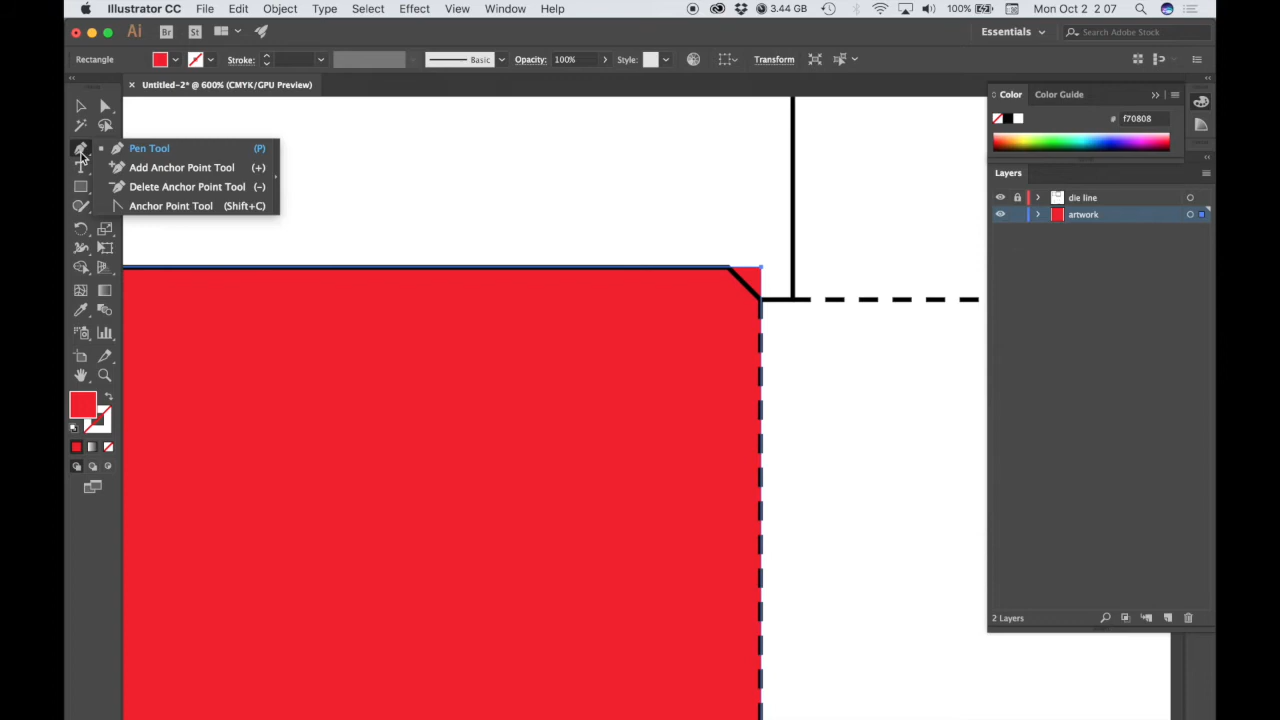 Illustrator CC File Edit Object Type Select Effect View Window Help 3.44 GB 100% Mon Oct 2 2 07
Ai Br St Essentials Search Adobe Stock
Rectangle Stroke: Basic Opacity: 100% Style: Transform
× Untitled-2* @ 600% (CMYK/GPU Preview)
Color Color Guide
# f70808
Pen Tool (P)
Add Anchor Point Tool (+)
Delete Anchor Point Tool (-)
Anchor Point Tool (Shift+C)
Layers
die line
artwork
2 Layers